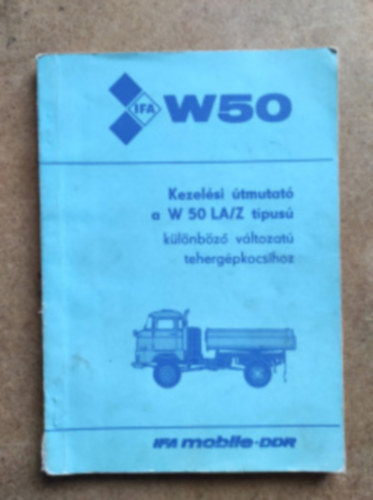 IFA W50
Kezelési útmutató
a W 50 LA/Z típusú
különböző változatú
tehergépkocsihoz
IFA mobile-DDR